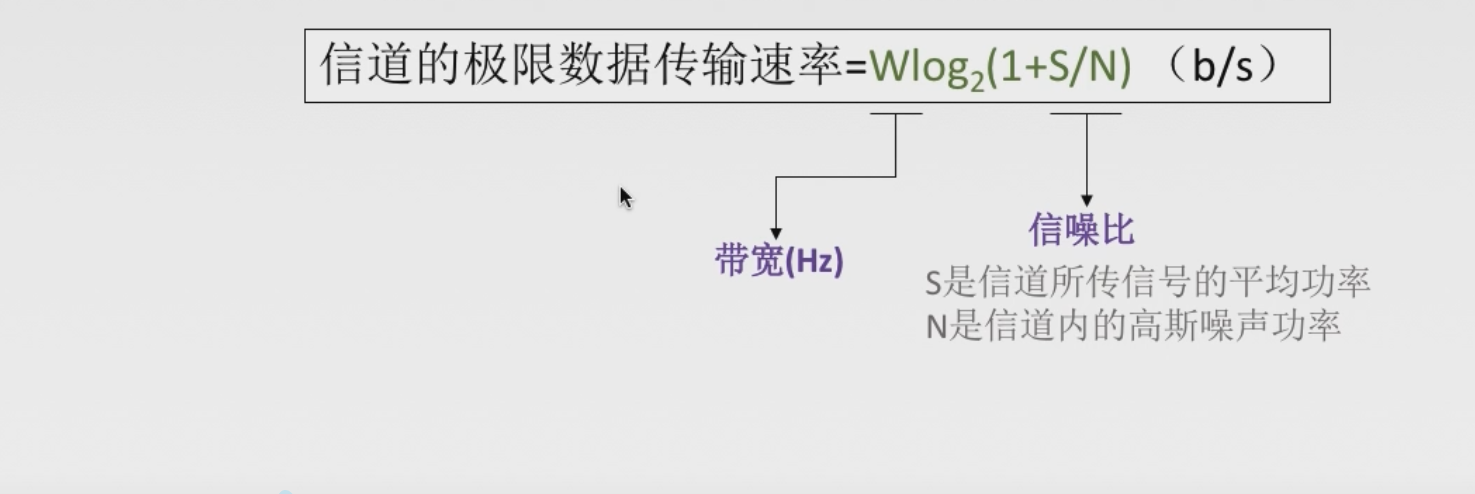 信道的极限数据传输速率=Wlog₂(1+S/N)（b/s）
带宽(Hz)
信噪比
S是信道所传信号的平均功率
N是信道内的高斯噪声功率